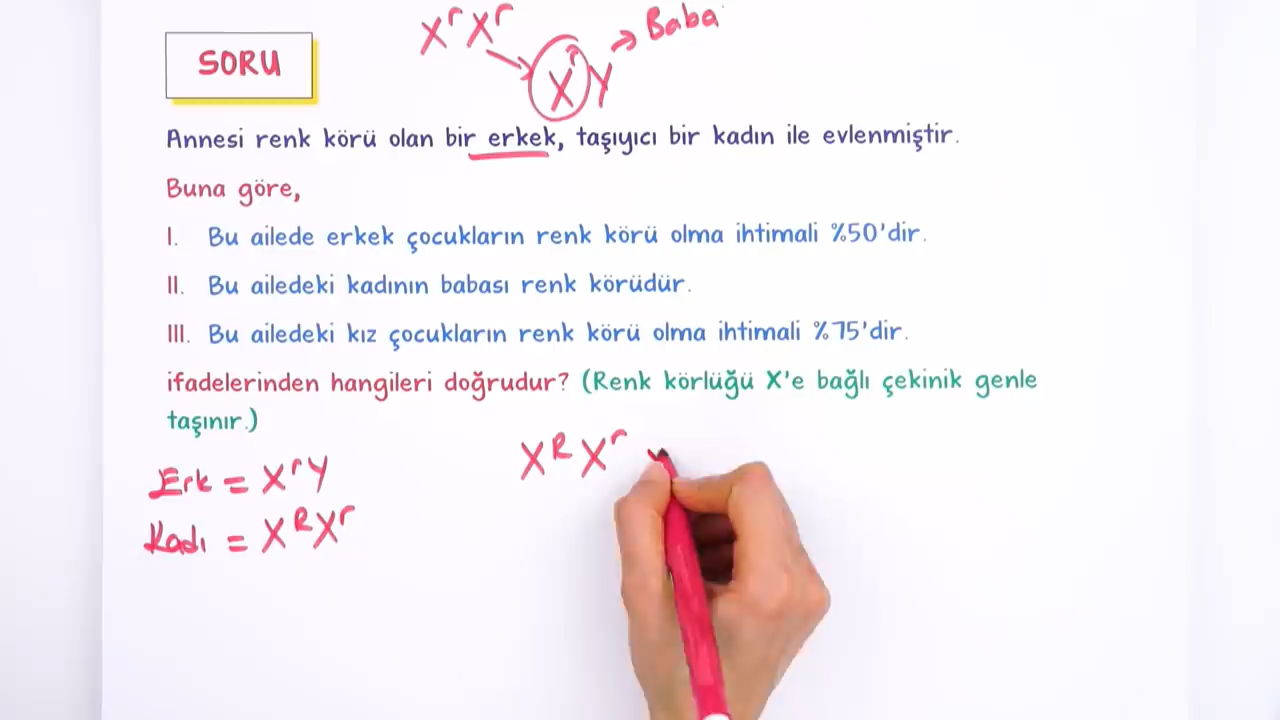 XʳXʳ
XʳY → Baba
SORU
Annesi renk körü olan bir erkek, taşıyıcı bir kadın ile evlenmiştir.
Buna göre,
I. Bu ailede erkek çocukların renk körü olma ihtimali %50'dir.
II. Bu ailedeki kadının babası renk körüdür.
III. Bu ailedeki kız çocukların renk körü olma ihtimali %75'dir.
ifadelerinden hangileri doğrudur? (Renk körlüğü X'e bağlı çekinik genle
taşınır.)
Erk = XʳY
Kadı = XᴿXʳ
XᴿXʳ